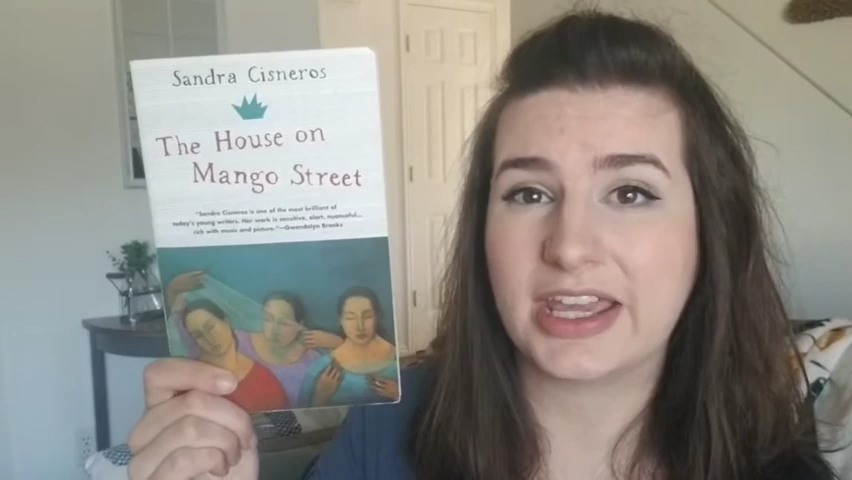 Sandra Cisneros
The House on
Mango Street
"Sandra Cisneros is one of the most brilliant of
today's young writers. Her work is sensitive, alert, nuanceful...
rich with music and picture."—Gwendolyn Brooks